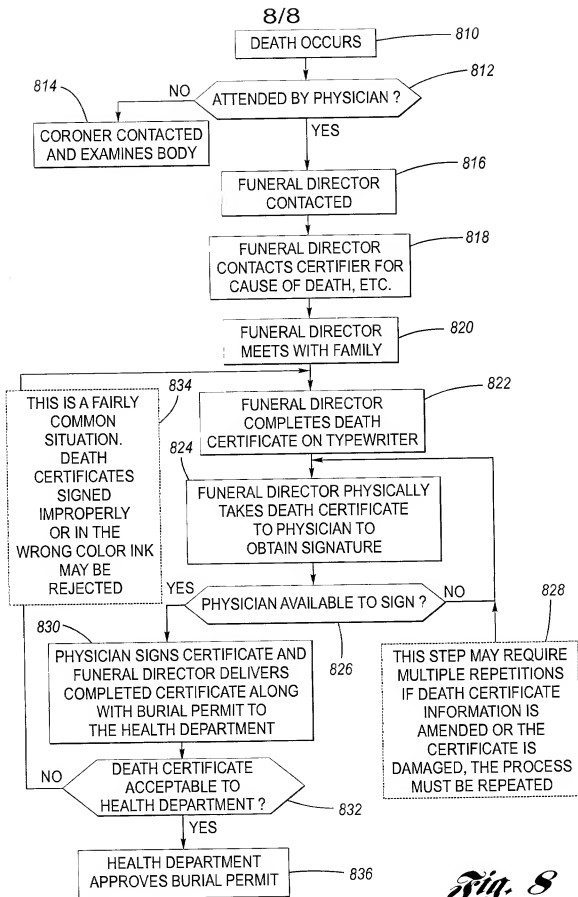 8/8
DEATH OCCURS
810
812
ATTENDED BY PHYSICIAN ?
NO
814
YES
CORONER CONTACTED
AND EXAMINES BODY
816
FUNERAL DIRECTOR
CONTACTED
818
FUNERAL DIRECTOR
CONTACTS CERTIFIER FOR
CAUSE OF DEATH, ETC.
820
FUNERAL DIRECTOR
MEETS WITH FAMILY
834
THIS IS A FAIRLY
COMMON
SITUATION.
DEATH
CERTIFICATES
SIGNED
IMPROPERLY
OR IN THE
WRONG COLOR INK
MAY BE
REJECTED
822
FUNERAL DIRECTOR
COMPLETES DEATH
CERTIFICATE ON TYPEWRITER
824
FUNERAL DIRECTOR PHYSICALLY
TAKES DEATH CERTIFICATE
TO PHYSICIAN TO
OBTAIN SIGNATURE
YES
PHYSICIAN AVAILABLE TO SIGN ?
NO
826
828
THIS STEP MAY REQUIRE
MULTIPLE REPETITIONS
IF DEATH CERTIFICATE
INFORMATION IS
AMENDED OR THE
CERTIFICATE IS
DAMAGED, THE PROCESS
MUST BE REPEATED
830
PHYSICIAN SIGNS CERTIFICATE AND
FUNERAL DIRECTOR DELIVERS
COMPLETED CERTIFICATE ALONG
WITH BURIAL PERMIT TO
THE HEALTH DEPARTMENT
NO
DEATH CERTIFICATE
ACCEPTABLE TO
HEALTH DEPARTMENT ?
832
YES
HEALTH DEPARTMENT
APPROVES BURIAL PERMIT
836
Fig. 8